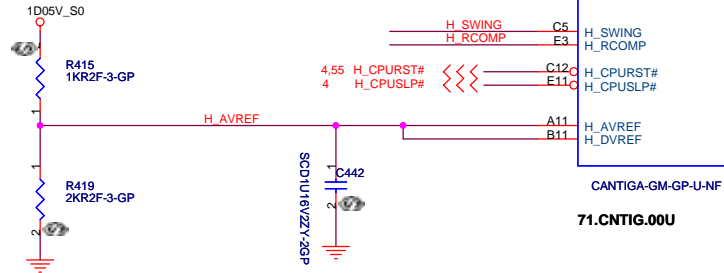 1D05V_S0
1
R415
1KR2F-3-GP
1
H_AVREF
1
R419
2KR2F-3-GP
2
SCD1U16V2ZY-2GP
1
C442
2
H_SWING
H_RCOMP
C5
E3
H_SWING
H_RCOMP
4,55 H_CPURST#
4 H_CPUSLP#
C12
E11
H_CPURST#
H_CPUSLP#
A11
B11
H_AVREF
H_DVREF
CANTIGA-GM-GP-U-NF
71.CNTIG.00U